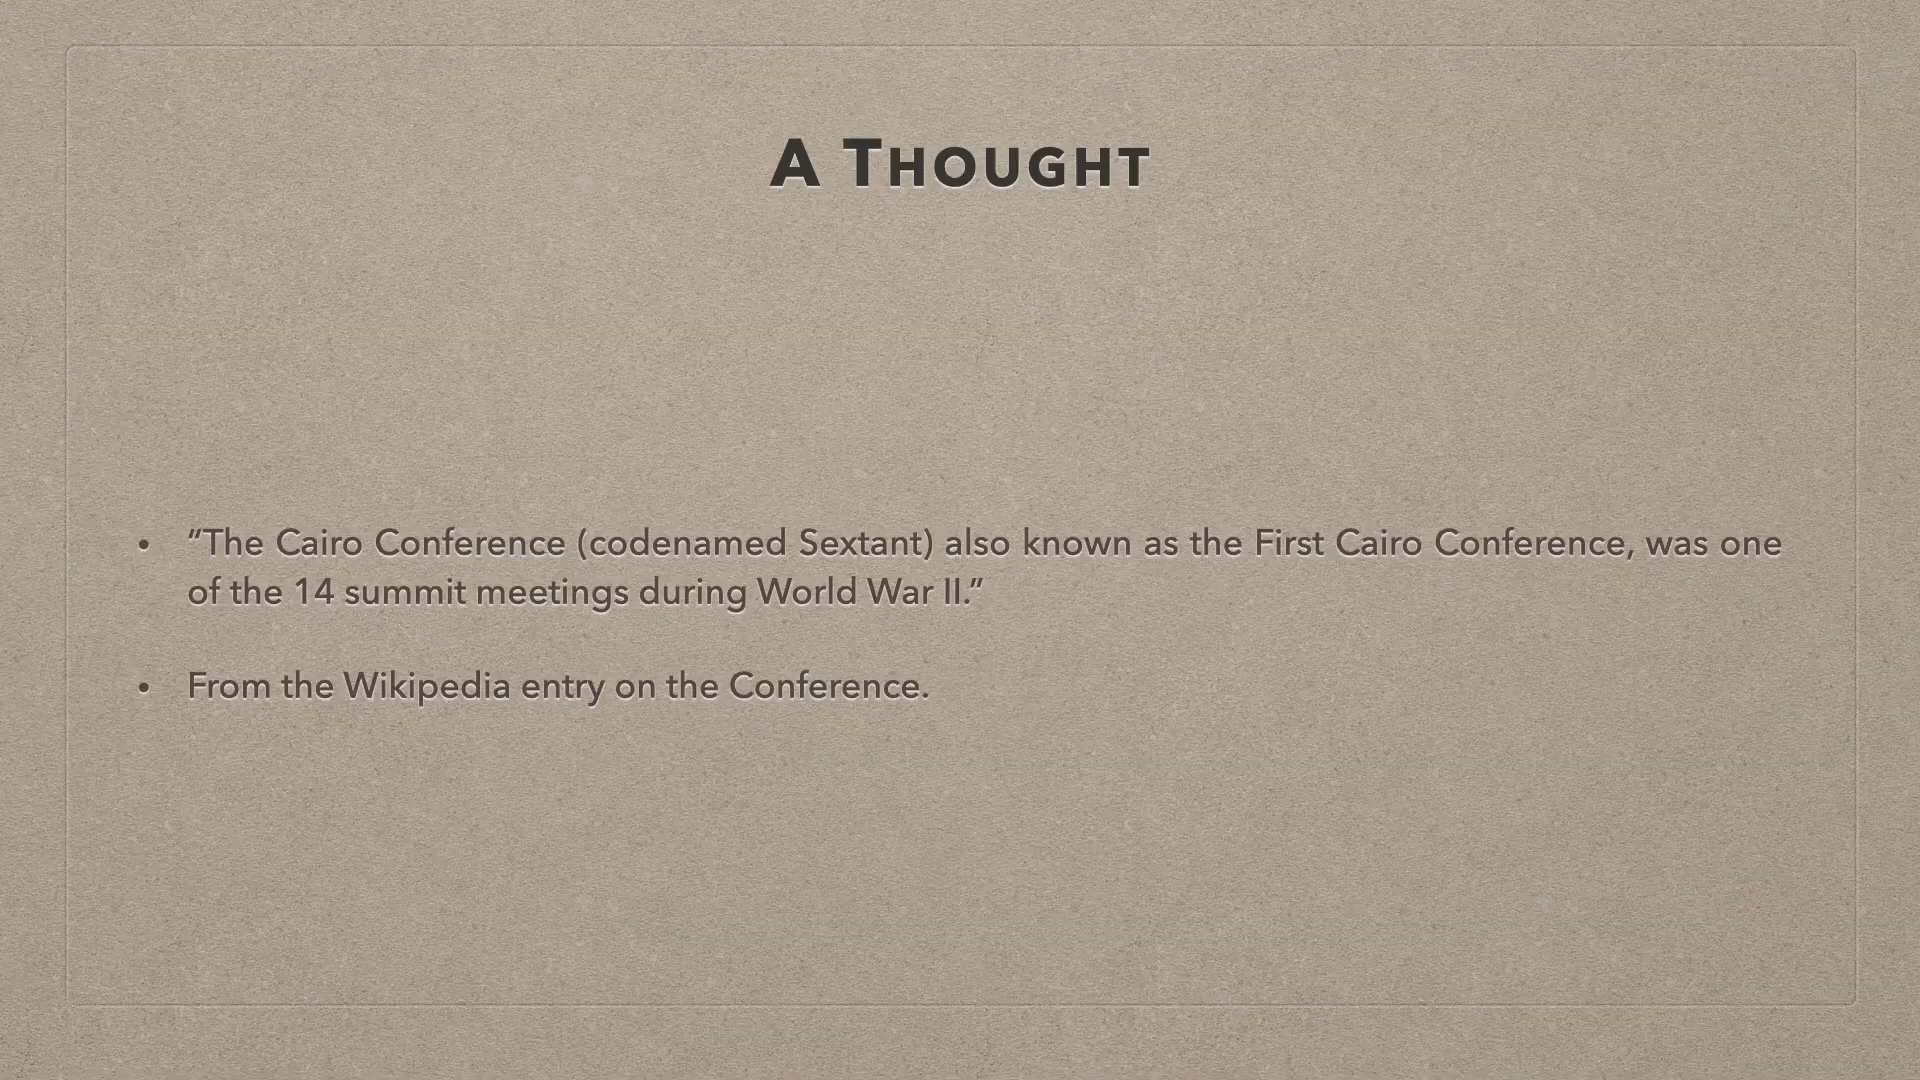 A THOUGHT
• “The Cairo Conference (codenamed Sextant) also known as the First Cairo Conference, was one
of the 14 summit meetings during World War II.”
• From the Wikipedia entry on the Conference.